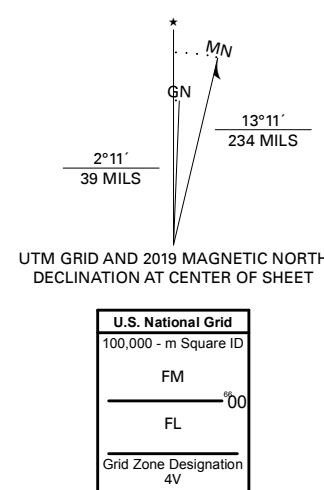 ★
MN
GN
13°11´
234 MILS
2°11´
39 MILS
UTM GRID AND 2019 MAGNETIC NORTH
DECLINATION AT CENTER OF SHEET
U.S. National Grid
100,000 - m Square ID
FM
⁶⁶00
FL
Grid Zone Designation
4V